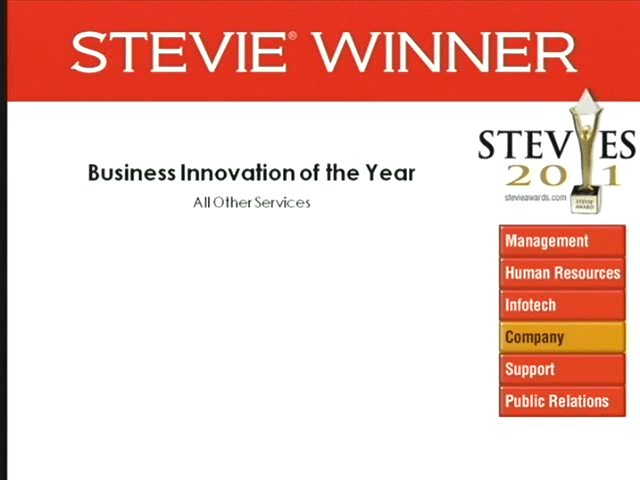 STEVIE® WINNER
STEVIES
2011
stevieawards.com
STEVIE®
AWARD
Business Innovation of the Year
All Other Services
Management
Human Resources
Infotech
Company
Support
Public Relations